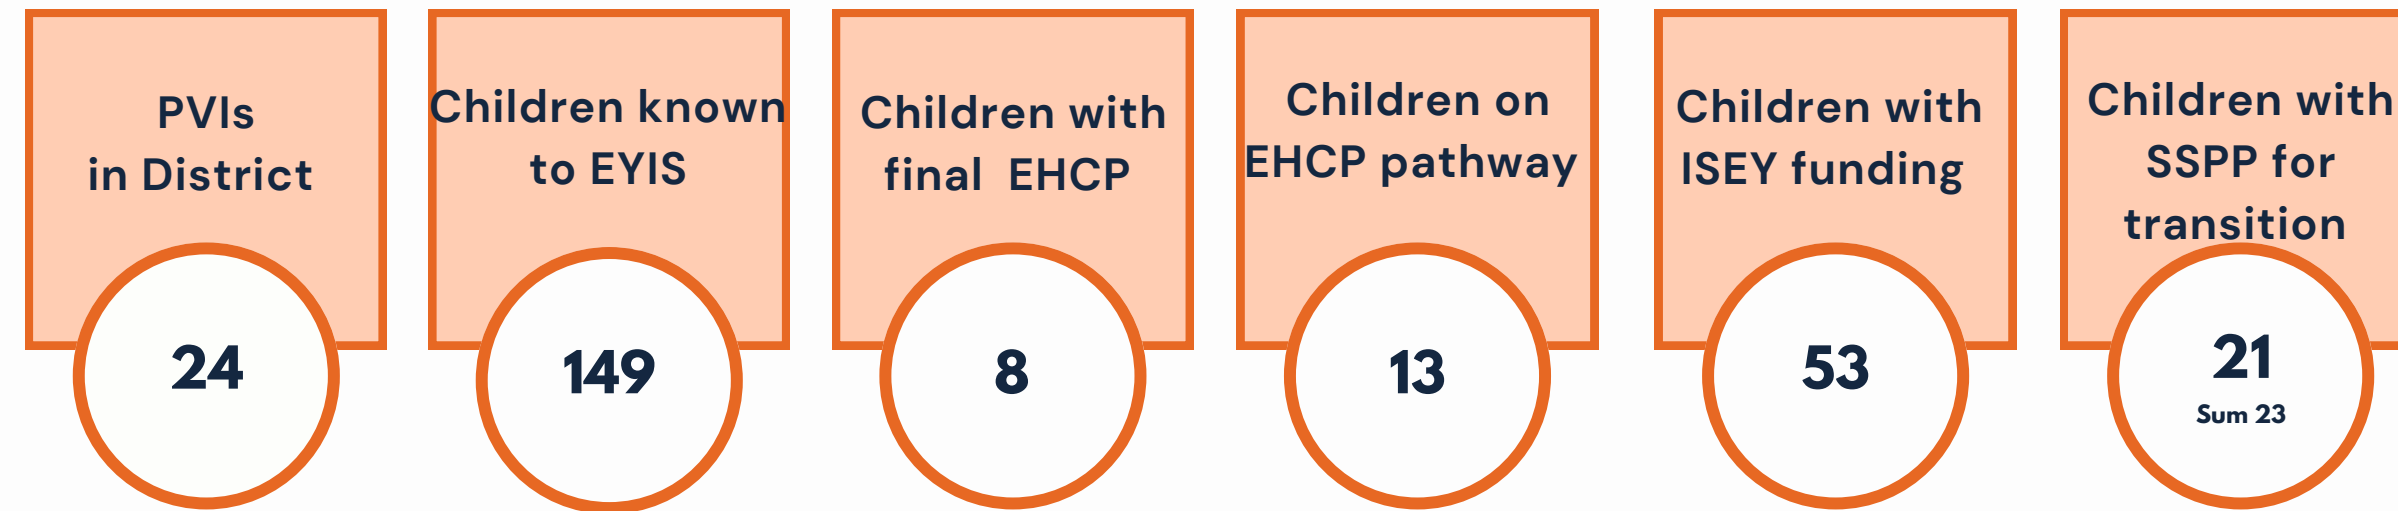 PVIs
in District
24
Children known
to EYIS
149
Children with
final  EHCP
8
Children on
EHCP pathway
13
Children with
ISEY funding
53
Children with
SSPP for
transition
21
Sum 23